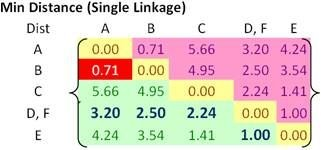 Min Distance (Single Linkage)
Dist A B C D, F E
A 0.00 0.71 5.66 3.20 4.24
B 0.71 0.00 4.95 2.50 3.54
C 5.66 4.95 0.00 2.24 1.41
D, F 3.20 2.50 2.24 0.00 1.00
E 4.24 3.54 1.41 1.00 0.00